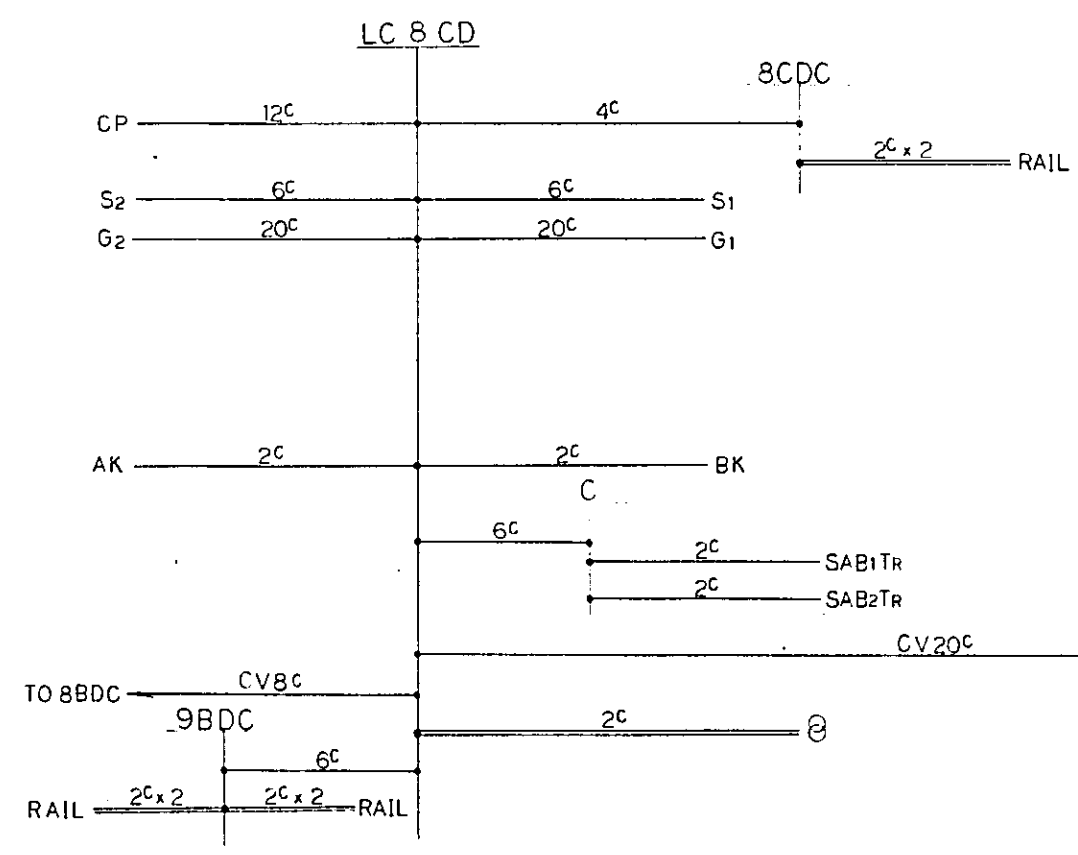 LC 8 CD
8CDC
CP 12C 4C
2C x 2 RAIL
S2 6C 6C S1
G2 20C 20C G1
AK 2C 2C BK
C
6C
2C SAB1TR
2C SAB2TR
CV20C
TO 8BDC CV8C
9BDC
2C
6C
RAIL 2C x 2 2C x 2 RAIL